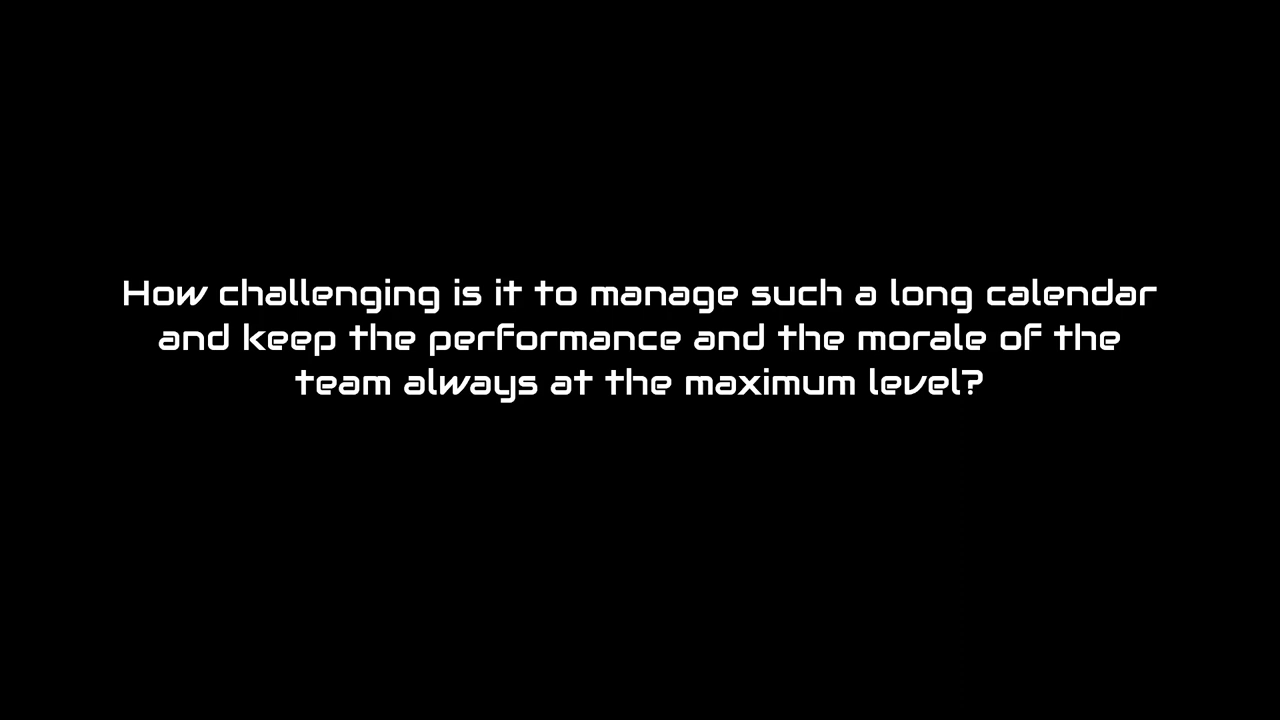 How challenging is it to manage such a long calendar
and keep the performance and the morale of the
team always at the maximum level?